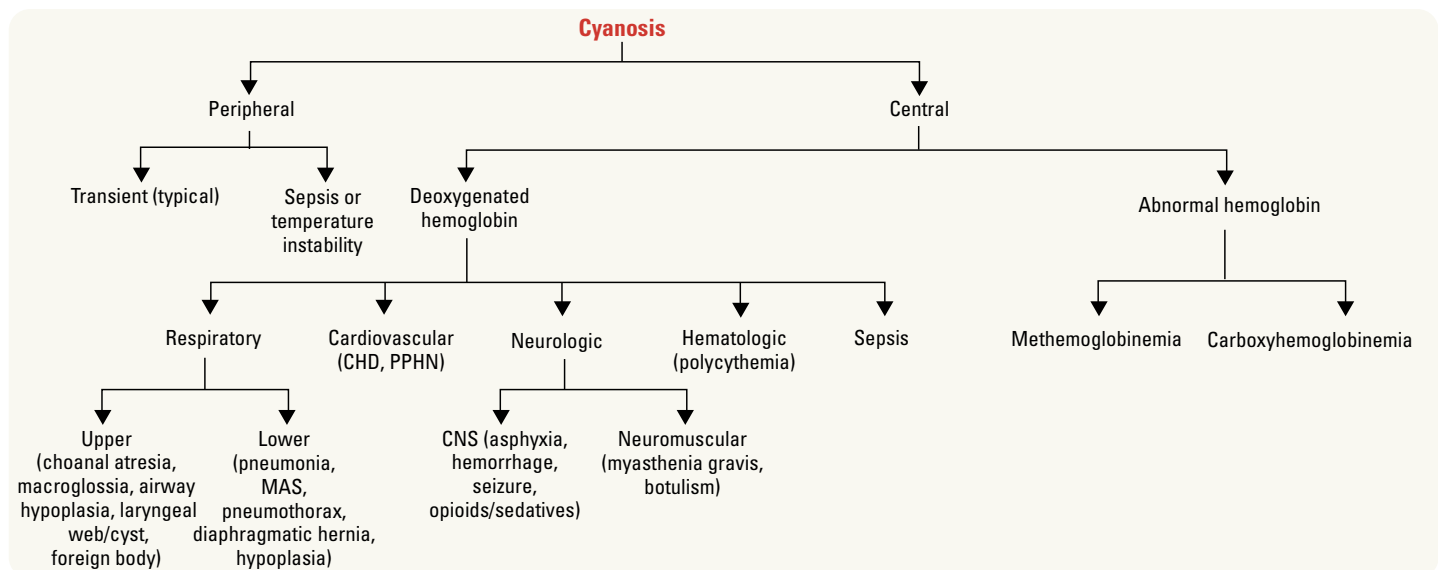 Cyanosis
Peripheral
Central
Transient (typical)
Sepsis or
temperature
instability
Deoxygenated
hemoglobin
Abnormal hemoglobin
Respiratory
Cardiovascular
(CHD, PPHN)
Neurologic
Hematologic
(polycythemia)
Sepsis
Methemoglobinemia
Carboxyhemoglobinemia
Upper
(choanal atresia,
macroglossia, airway
hypoplasia, laryngeal
web/cyst,
foreign body)
Lower
(pneumonia,
MAS,
pneumothorax,
diaphragmatic hernia,
hypoplasia)
CNS (asphyxia,
hemorrhage,
seizure,
opioids/sedatives)
Neuromuscular
(myasthenia gravis,
botulism)